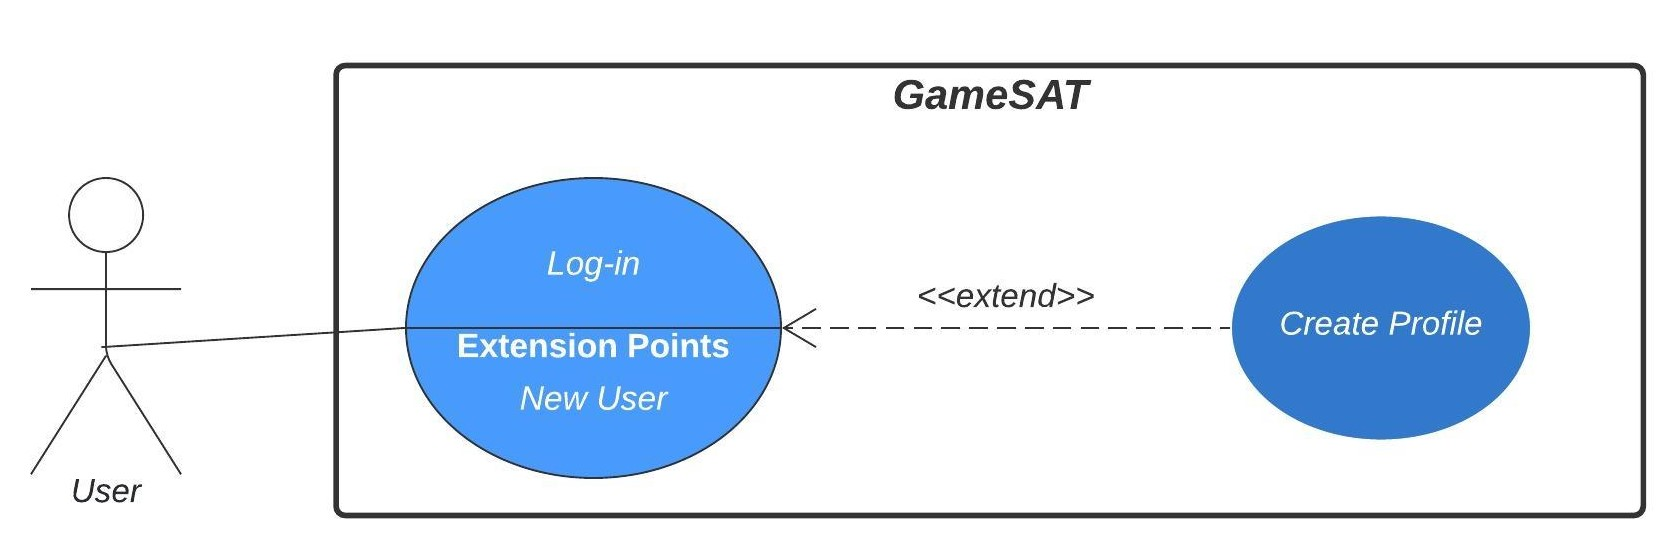 GameSAT
Log-in
<<extend>>
Create Profile
Extension Points
New User
User